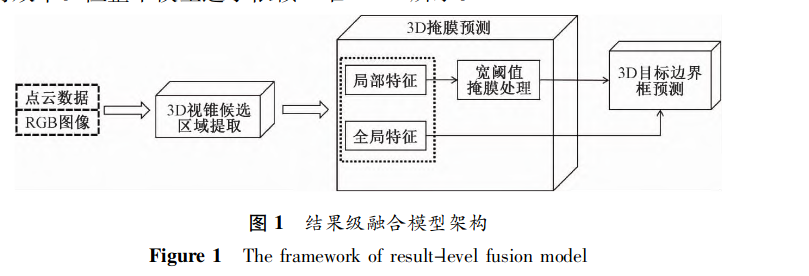 3D掩膜预测
点云数据
RGB图像
3D视锥候选
区域提取
局部特征
宽阈值
掩膜处理
全局特征
3D目标边界
框预测
图 1 结果级融合模型架构
Figure 1 The framework of result-level fusion model